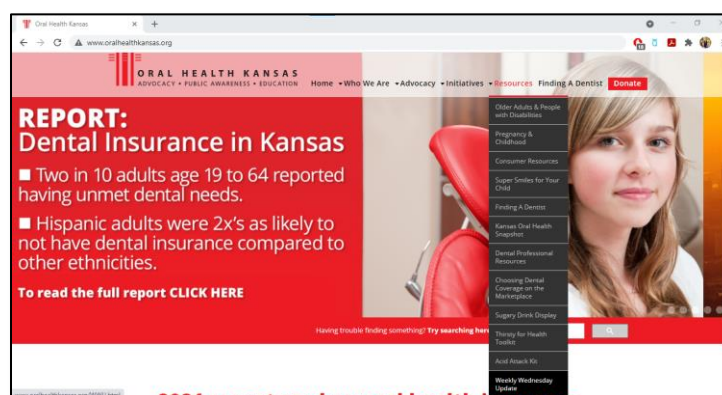 Oral Health Kansas
www.oralhealthkansas.org
ORAL HEALTH KANSAS
ADVOCACY • PUBLIC AWARENESS • EDUCATION
Home Who We Are Advocacy Initiatives Resources Finding A Dentist Donate
REPORT:
Dental Insurance in Kansas
Two in 10 adults age 19 to 64 reported
having unmet dental needs.
Hispanic adults were 2x's as likely to
not have dental insurance compared to
other ethnicities.
To read the full report CLICK HERE
Older Adults & People
with Disabilities
Pregnancy &
Childhood
Consumer Resources
Super Smiles for Your
Child
Finding A Dentist
Kansas Oral Health
Snapshot
Dental Professional
Resources
Choosing Dental
Coverage on the
Marketplace
Sugary Drink Display
Thirsty for Health
Toolkit
Acid Attack Kit
Weekly Wednesday
Update
Having trouble finding something? Try searching here